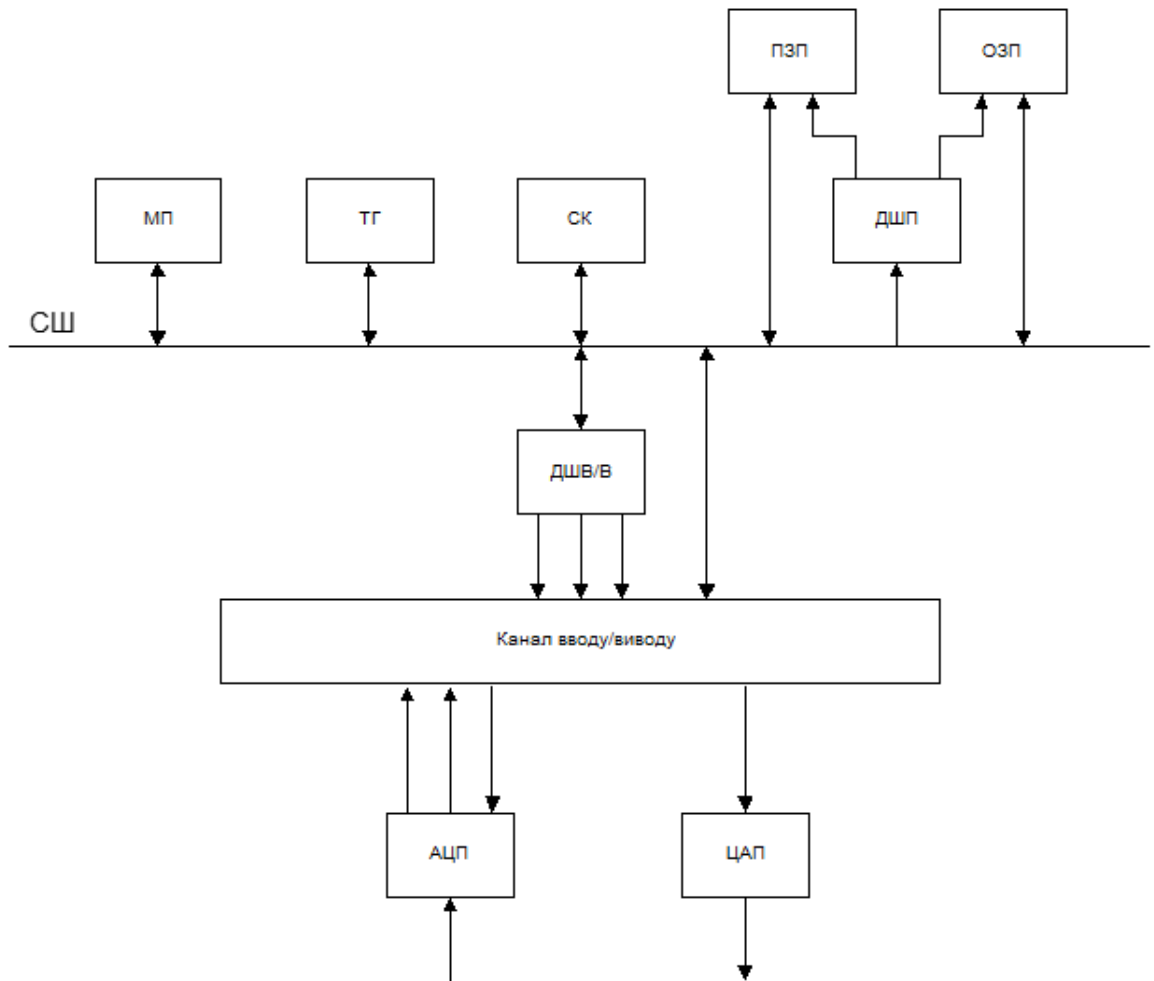 ПЗП
ОЗП
МП
ТГ
СК
ДШП
СШ
ДШВ/В
Канал вводу/виводу
АЦП
ЦАП